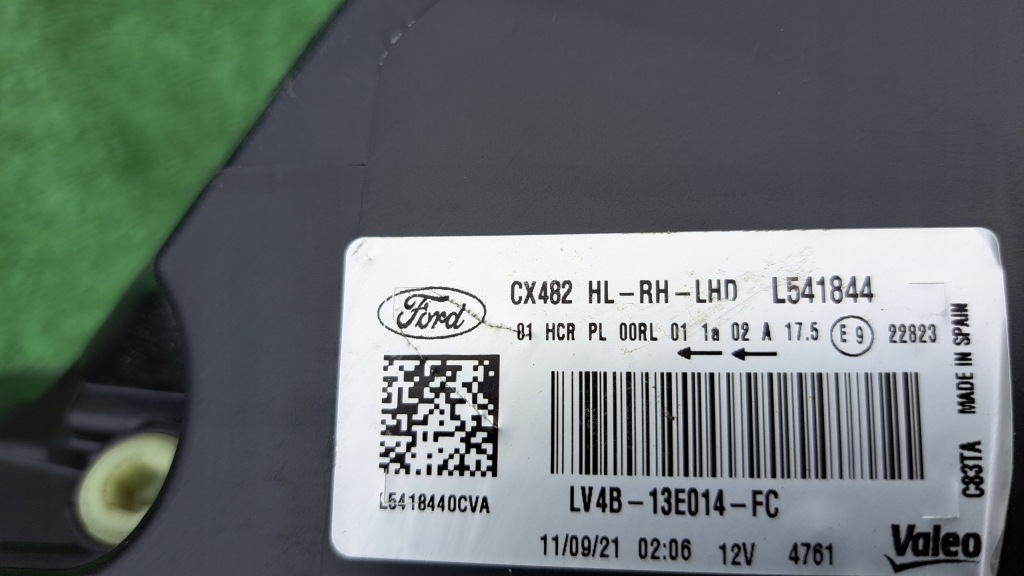 Ford
CX482 HL-RH-LHD L541844
01 HCR PL 00RL 01 1a 02 A 17.5 E9 22823
← ←
L5418440CVA
LV4B-13E014-FC
11/09/21 02:06 12V 4761
Valeo
C83TA MADE IN SPAIN